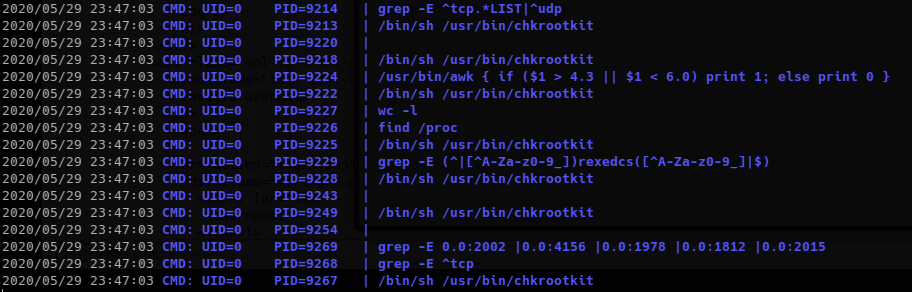 2020/05/29 23:47:03 CMD: UID=0 PID=9214 | grep -E ^tcp.*LIST|^udp
2020/05/29 23:47:03 CMD: UID=0 PID=9213 | /bin/sh /usr/bin/chkrootkit
2020/05/29 23:47:03 CMD: UID=0 PID=9220 |
2020/05/29 23:47:03 CMD: UID=0 PID=9218 | /bin/sh /usr/bin/chkrootkit
2020/05/29 23:47:03 CMD: UID=0 PID=9224 | /usr/bin/awk { if ($1 > 4.3 || $1 < 6.0) print 1; else print 0 }
2020/05/29 23:47:03 CMD: UID=0 PID=9222 | /bin/sh /usr/bin/chkrootkit
2020/05/29 23:47:03 CMD: UID=0 PID=9227 | wc -l
2020/05/29 23:47:03 CMD: UID=0 PID=9226 | find /proc
2020/05/29 23:47:03 CMD: UID=0 PID=9225 | /bin/sh /usr/bin/chkrootkit
2020/05/29 23:47:03 CMD: UID=0 PID=9229 | grep -E (^|[^A-Za-z0-9_])rexedcs([^A-Za-z0-9_]|$)
2020/05/29 23:47:03 CMD: UID=0 PID=9228 | /bin/sh /usr/bin/chkrootkit
2020/05/29 23:47:03 CMD: UID=0 PID=9243 |
2020/05/29 23:47:03 CMD: UID=0 PID=9249 | /bin/sh /usr/bin/chkrootkit
2020/05/29 23:47:03 CMD: UID=0 PID=9254 |
2020/05/29 23:47:03 CMD: UID=0 PID=9269 | grep -E 0.0:2002 |0.0:4156 |0.0:1978 |0.0:1812 |0.0:2015
2020/05/29 23:47:03 CMD: UID=0 PID=9268 | grep -E ^tcp
2020/05/29 23:47:03 CMD: UID=0 PID=9267 | /bin/sh /usr/bin/chkrootkit